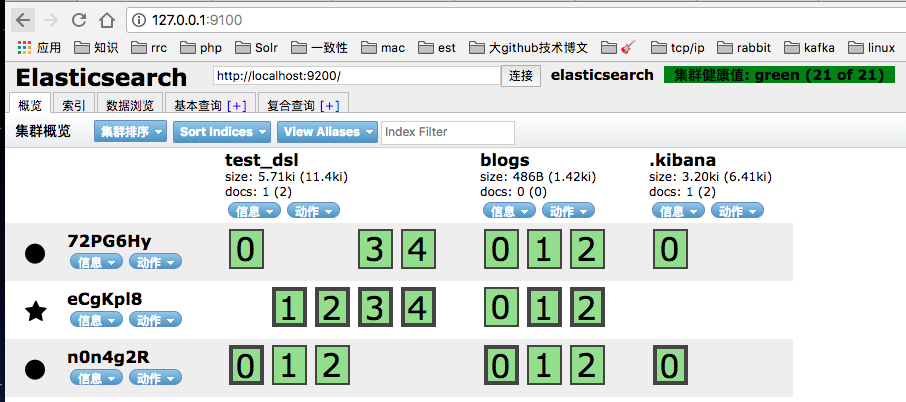 127.0.0.1:9100
应用 知识 rrc php Solr 一致性 mac est 大github技术博文 🎸 tcp/ip rabbit kafka linux
Elasticsearch http://localhost:9200/ 连接 elasticsearch 集群健康值: green (21 of 21)
概览 索引 数据浏览 基本查询 [+] 复合查询 [+]
集群概览 集群排序 Sort Indices View Aliases Index Filter
test_dsl blogs .kibana
size: 5.71ki (11.4ki) size: 486B (1.42ki) size: 3.20ki (6.41ki)
docs: 1 (2) docs: 0 (0) docs: 1 (2)
信息 动作 信息 动作 信息 动作
72PG6Hy 0 3 4 0 1 2 0
信息 动作
eCgKpl8 1 2 3 4 0 1 2
信息 动作
n0n4g2R 0 1 2 0 1 2 0
信息 动作